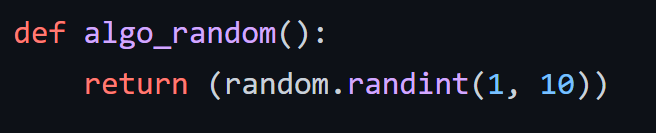 def algo_random():
    return (random.randint(1, 10))